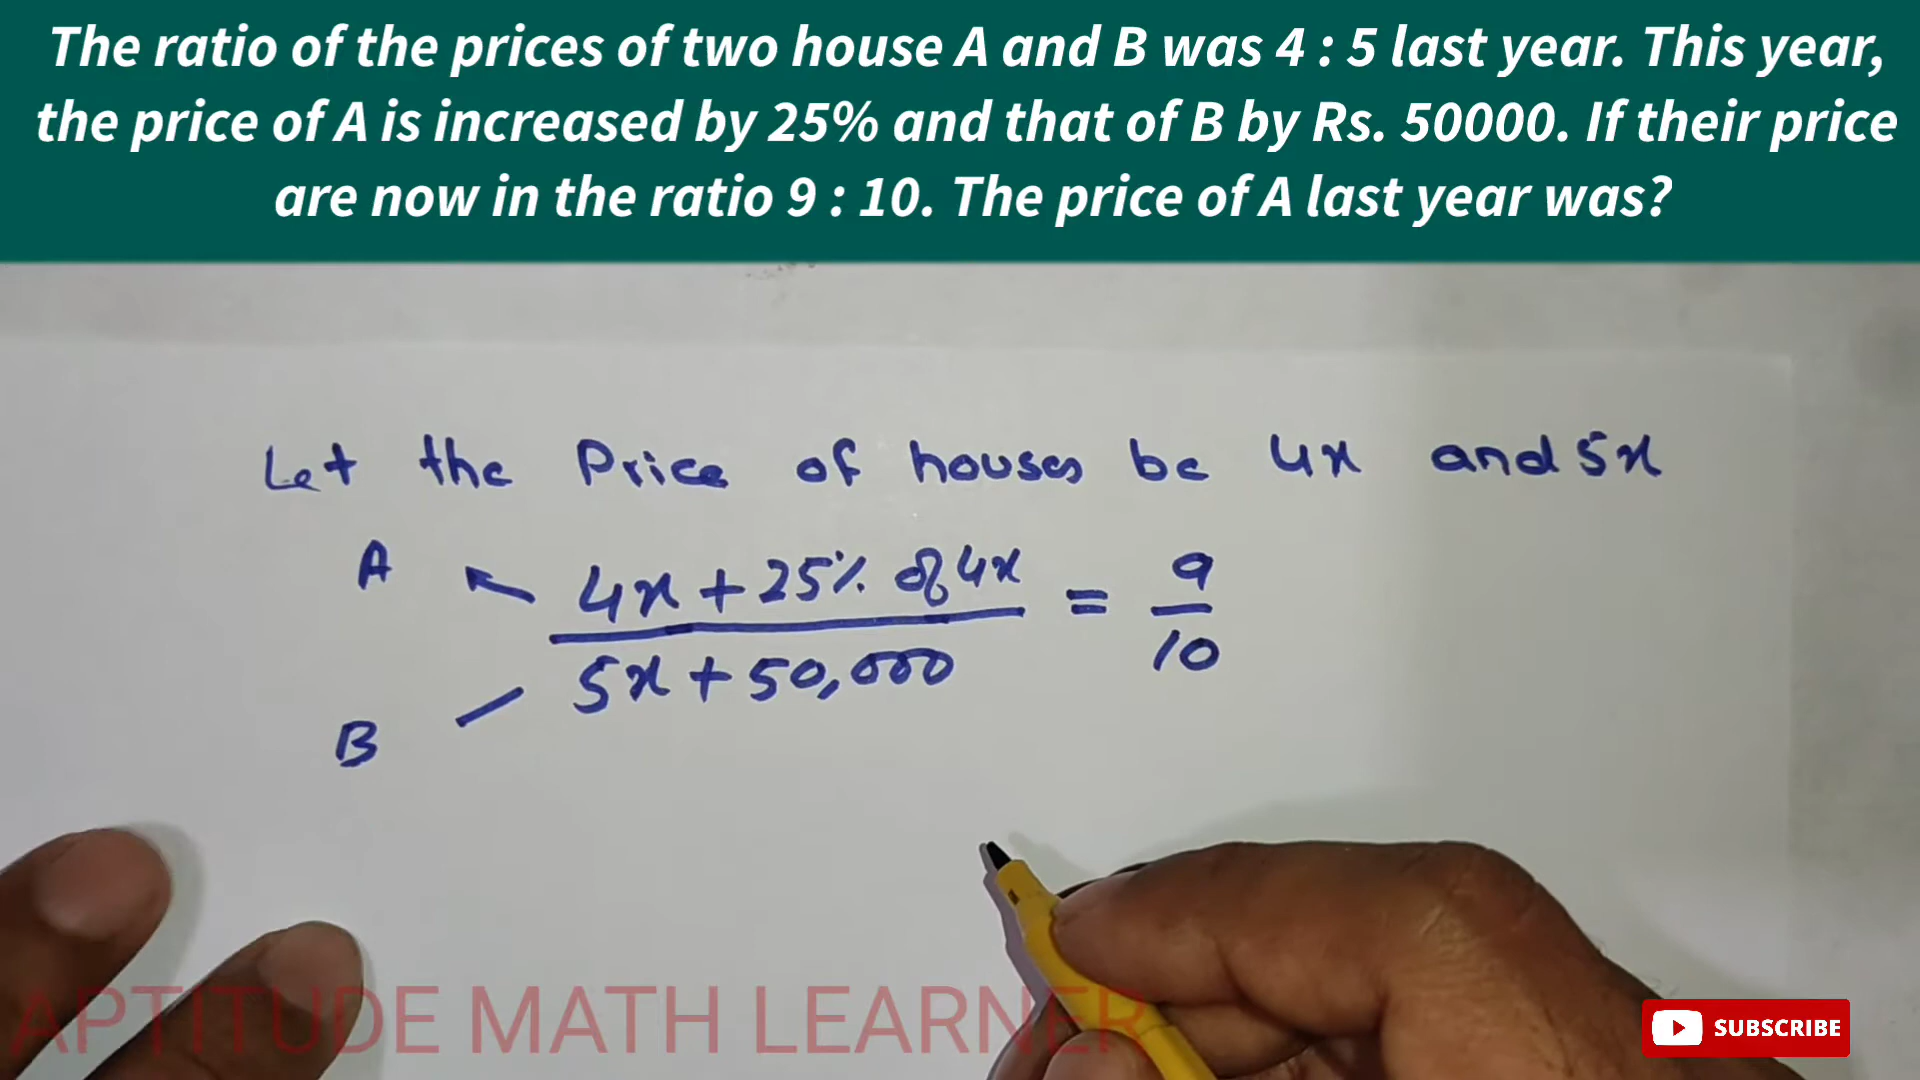 The ratio of the prices of two house A and B was 4 : 5 last year. This year,
the price of A is increased by 25% and that of B by Rs. 50000. If their price
are now in the ratio 9 : 10. The price of A last year was?
Let the Price of houses be 4x and 5x
A 4x + 25% of 4x = 9
B 5x + 50,000 10
APTITUDE MATH LEARNER
SUBSCRIBE